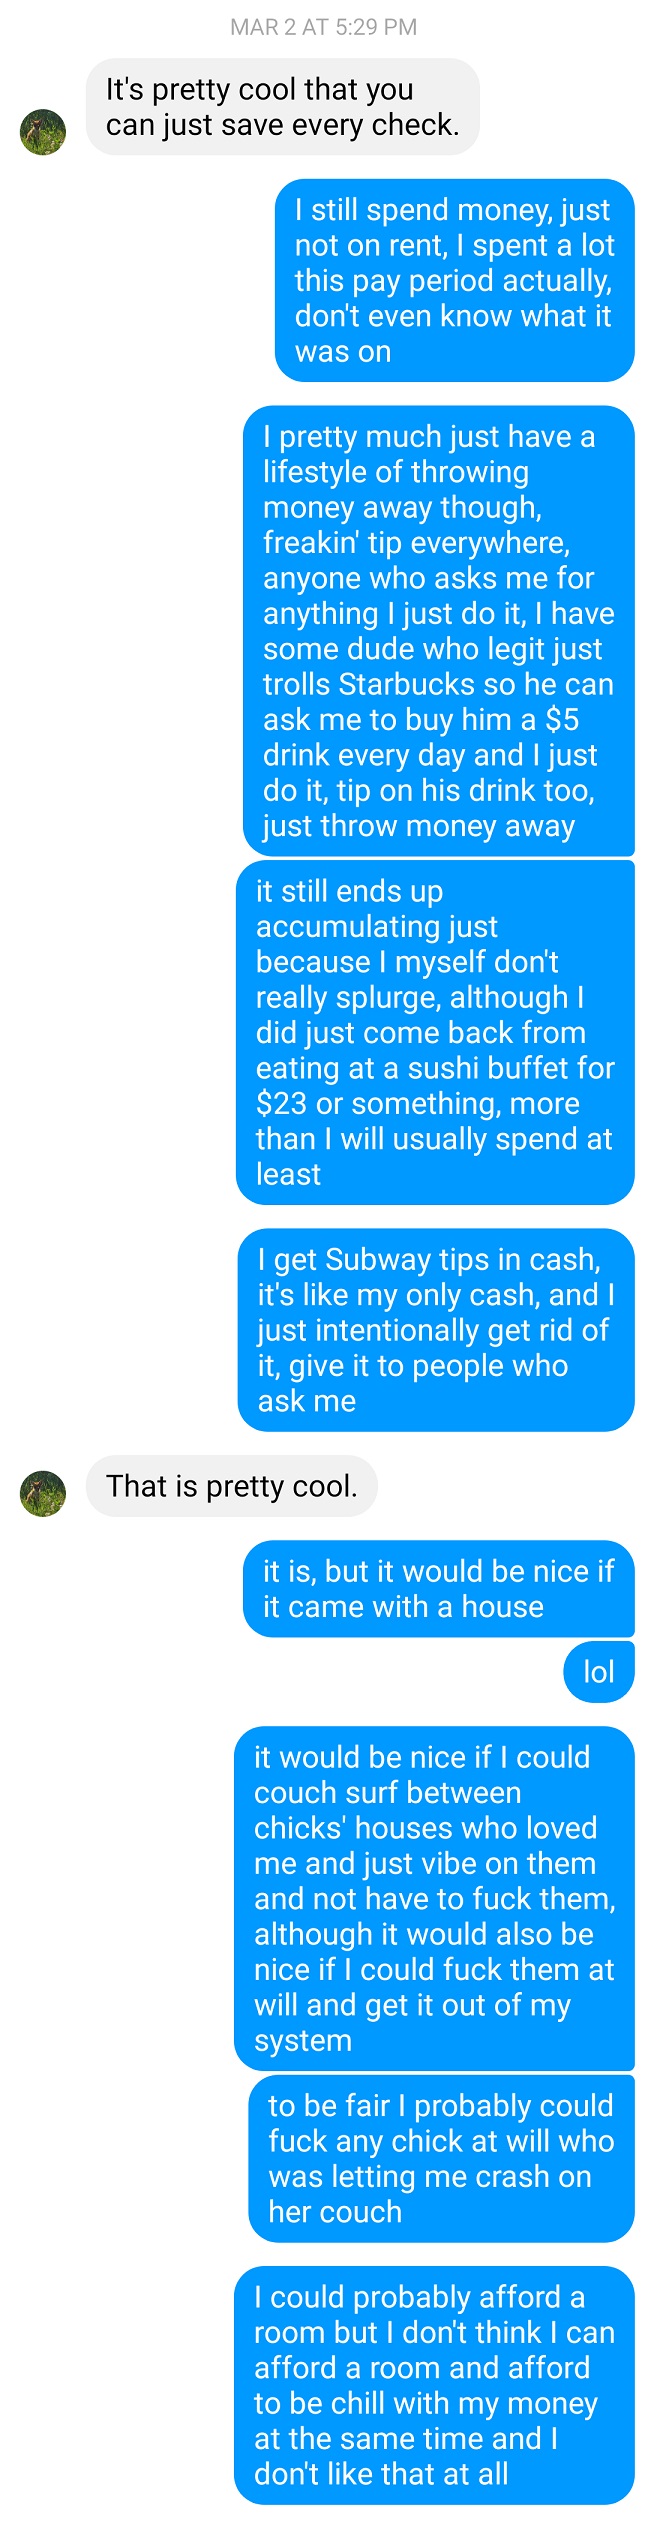 MAR 2 AT 5:29 PM
It's pretty cool that you
can just save every check.
I still spend money, just
not on rent, I spent a lot
this pay period actually,
don't even know what it
was on
I pretty much just have a
lifestyle of throwing
money away though,
freakin' tip everywhere,
anyone who asks me for
anything I just do it, I have
some dude who legit just
trolls Starbucks so he can
ask me to buy him a $5
drink every day and I just
do it, tip on his drink too,
just throw money away
it still ends up
accumulating just
because I myself don't
really splurge, although I
did just come back from
eating at a sushi buffet for
$23 or something, more
than I will usually spend at
least
I get Subway tips in cash,
it's like my only cash, and I
just intentionally get rid of
it, give it to people who
ask me
That is pretty cool.
it is, but it would be nice if
it came with a house
lol
it would be nice if I could
couch surf between
chicks' houses who loved
me and just vibe on them
and not have to fuck them,
although it would also be
nice if I could fuck them at
will and get it out of my
system
to be fair I probably could
fuck any chick at will who
was letting me crash on
her couch
I could probably afford a
room but I don't think I can
afford a room and afford
to be chill with my money
at the same time and I
don't like that at all